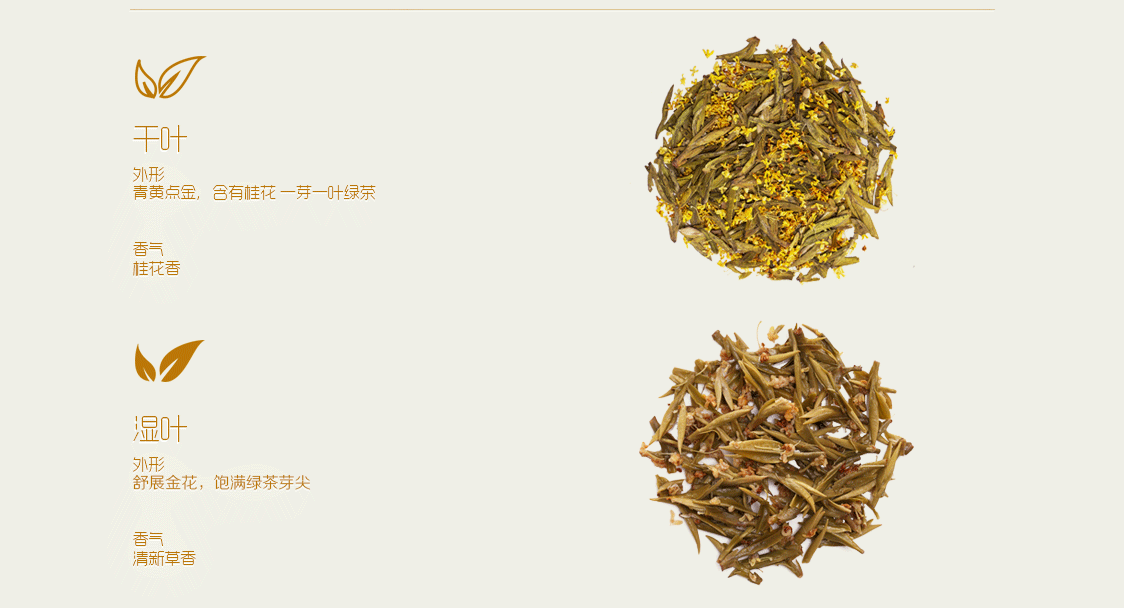 干叶
外形
青黄点金，含有桂花 一芽一叶绿茶
香气
桂花香
湿叶
外形
舒展金花，饱满绿茶芽尖
香气
清新草香